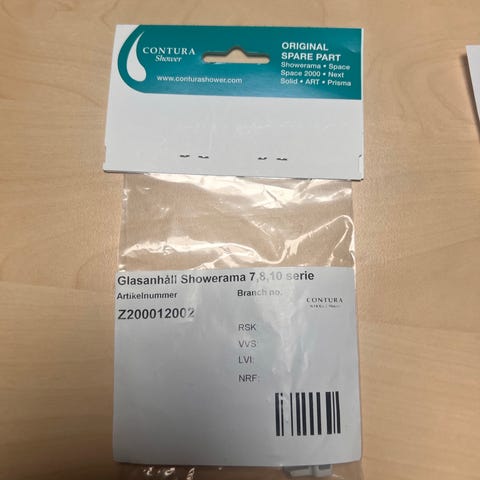 CONTURA
Shower
www.conturashower.com
ORIGINAL
SPARE PART
Showerama • Space
Space 2000 • Next
Solid • ART • Prisma
Glasanhåll Showerama 7,8,10 serie
Artikelnummer
Branch no.
CONTURA
Z200012002
RSK
VVS:
LVI:
NRF: